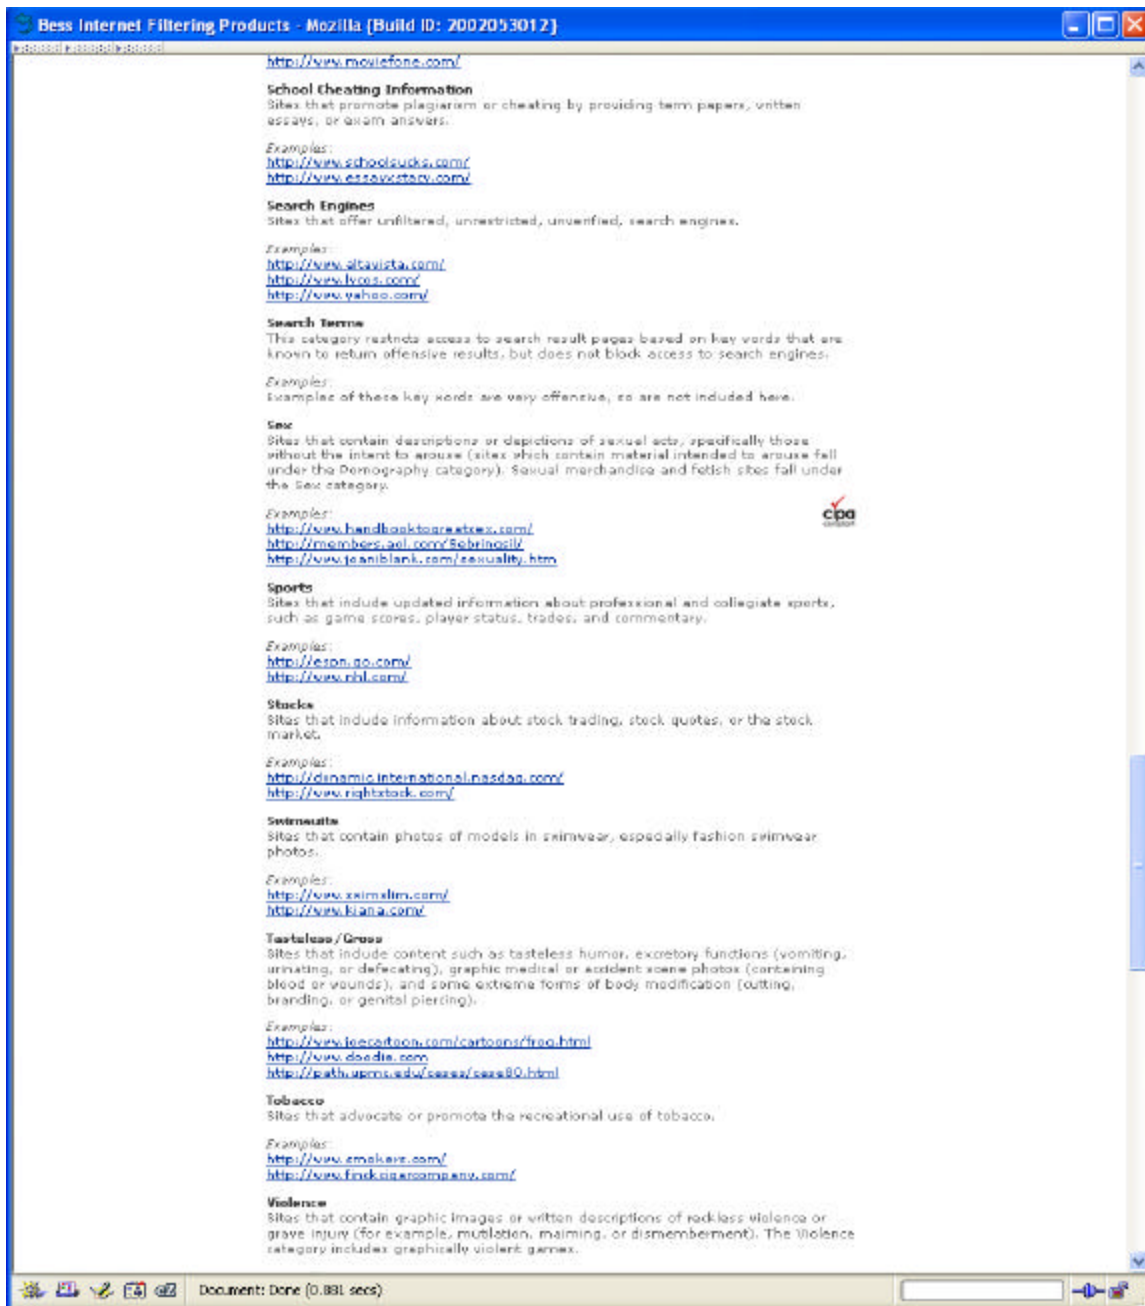 Bess Internet Filtering Products - Mozilla {Build ID: 2002053012}
http://www.moviefone.com/
School Cheating Information
Sites that promote plagiarism or cheating by providing term papers, written
essays, or exam answers.
Examples:
http://www.schoolsucks.com/
http://www.essayxstacy.com/
Search Engines
Sites that offer unfiltered, unrestricted, unverified, search engines.
Examples:
http://www.altavista.com/
http://www.lycos.com/
http://www.yahoo.com/
Search Terms
This category restricts access to search result pages based on key words that are
known to return offensive results, but does not block access to search engines.
Examples:
Examples of these key words are very offensive, so are not included here.
Sex
Sites that contain descriptions or depictions of sexual acts, specifically those
without the intent to arouse (sites which contain material intended to arouse fall
under the Pornography category). Sexual merchandise and fetish sites fall under
the Sex category.
cipa
Examples:
http://www.handbooktogreatsex.com/
http://members.aol.com/Sebringsil/
http://www.joaniblank.com/sexuality.htm
Sports
Sites that include updated information about professional and collegiate sports,
such as game scores, player status, trades, and commentary.
Examples:
http://espn.go.com/
http://www.nhl.com/
Stocks
Sites that include information about stock trading, stock quotes, or the stock
market.
Examples:
http://dynamic.international.nasdaq.com/
http://www.rightstock.com/
Swimsuits
Sites that contain photos of models in swimwear, especially fashion swimwear
photos.
Examples:
http://www.swimslim.com/
http://www.kiana.com/
Tasteless/Gross
Sites that include content such as tasteless humor, excretory functions (vomiting,
urinating, or defecating), graphic medical or accident scene photos (containing
blood or wounds), and some extreme forms of body modification (cutting,
branding, or genital piercing).
Examples:
http://www.joecartoon.com/cartoons/frog.html
http://www.doodie.com
http://path.upmc.edu/cases/case80.html
Tobacco
Sites that advocate or promote the recreational use of tobacco.
Examples:
http://www.smokers.com/
http://www.finckcigarcompany.com/
Violence
Sites that contain graphic images or written descriptions of reckless violence or
grave injury (for example, mutilation, maiming, or dismemberment). The Violence
category includes graphically violent games.
Document: Done (0.881 secs)